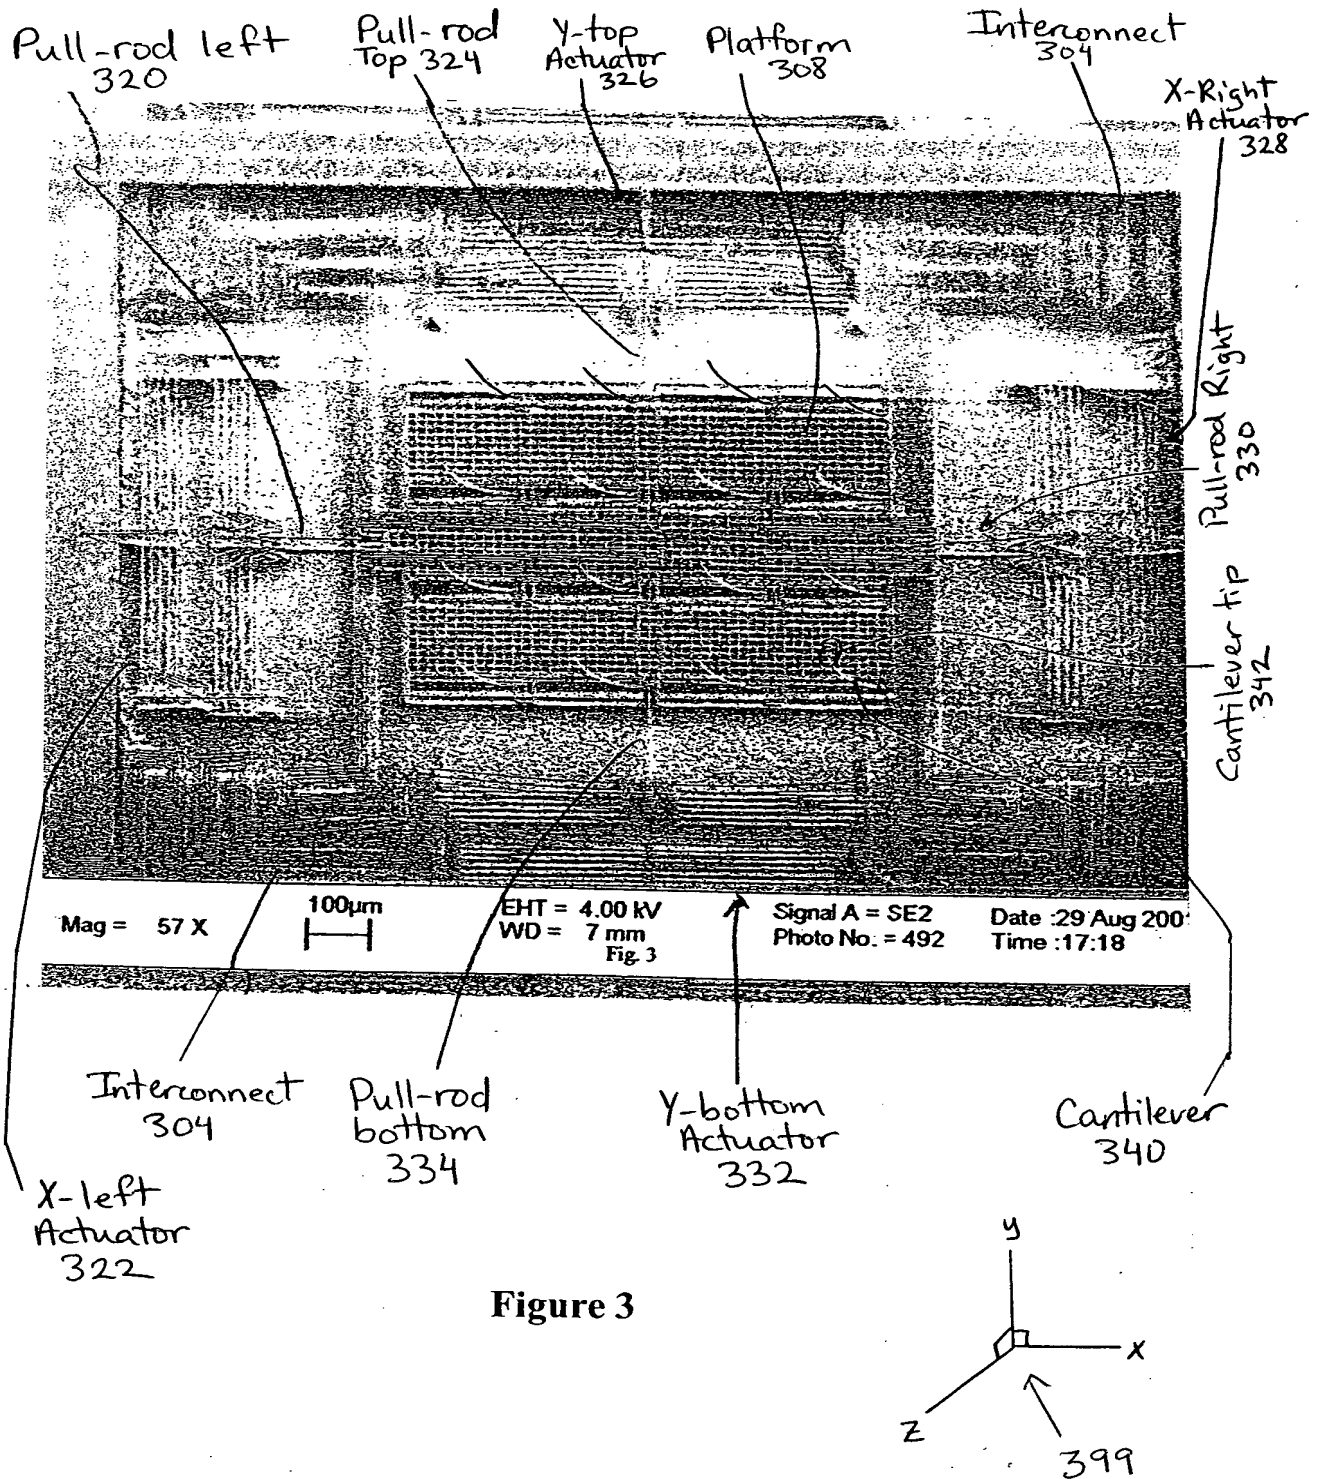 Pull-rod left
320
Pull-rod
Top 324
Y-top
Actuator
326
Platform
308
Interconnect
304
X-Right
Actuator
328
Pull-rod Right
330
Cantilever tip
342
Mag = 57 X
100µm
EHT = 4.00 kV
WD = 7 mm
Fig. 3
Signal A = SE2
Photo No. = 492
Date :29 Aug 200
Time :17:18
Interconnect
304
Pull-rod
bottom
334
Y-bottom
Actuator
332
Cantilever
340
X-left
Actuator
322
Figure 3
y
x
z
399